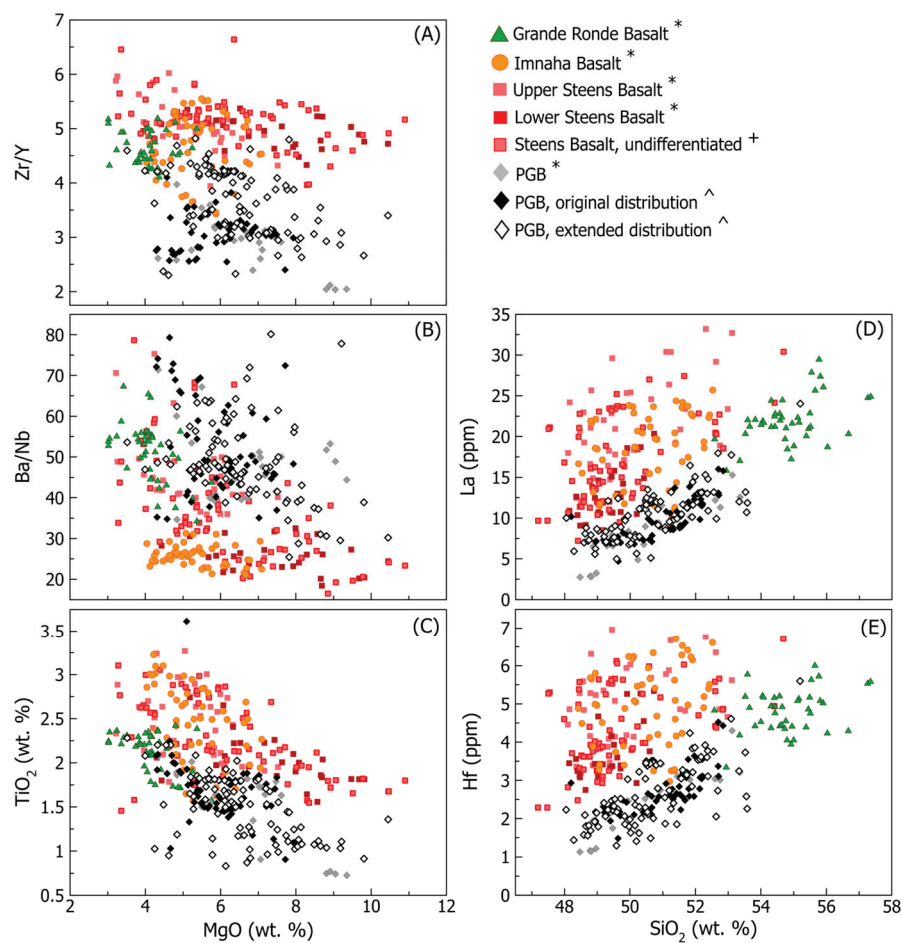 (A)
7
6
5
4
3
2
Zr/Y
Grande Ronde Basalt *
Imnaha Basalt *
Upper Steens Basalt *
Lower Steens Basalt *
Steens Basalt, undifferentiated +
PGB *
PGB, original distribution ^
PGB, extended distribution ^
(B)
80
70
60
50
40
30
20
Ba/Nb
(C)
3.5
3
2.5
2
1.5
1
0.5
TiO2 (wt. %)
2 4 6 8 10 12
MgO (wt. %)
(D)
35
30
25
20
15
10
5
0
La (ppm)
(E)
7
6
5
4
3
2
1
0
Hf (ppm)
48 50 52 54 56 58
SiO2 (wt. %)